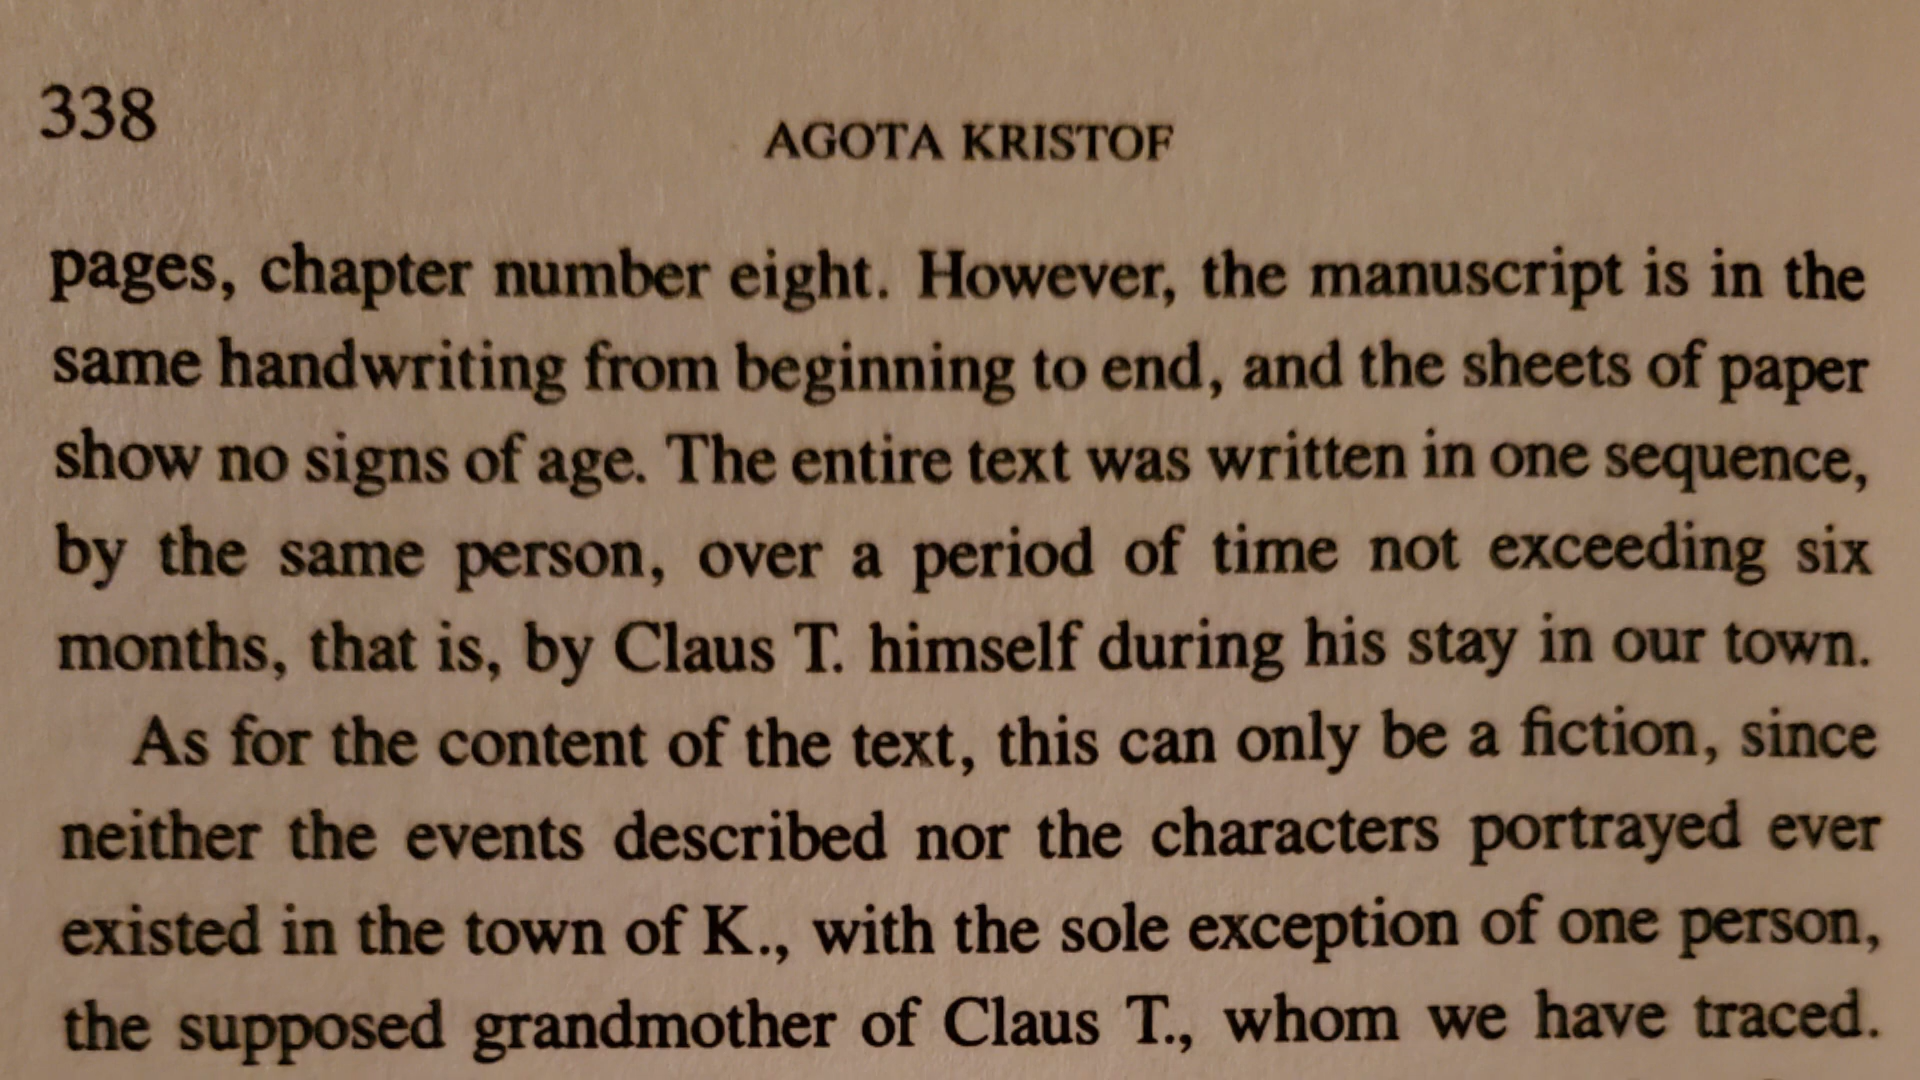 338
AGOTA KRISTOF
pages, chapter number eight. However, the manuscript is in the
same handwriting from beginning to end, and the sheets of paper
show no signs of age. The entire text was written in one sequence,
by the same person, over a period of time not exceeding six
months, that is, by Claus T. himself during his stay in our town.
As for the content of the text, this can only be a fiction, since
neither the events described nor the characters portrayed ever
existed in the town of K., with the sole exception of one person,
the supposed grandmother of Claus T., whom we have traced.